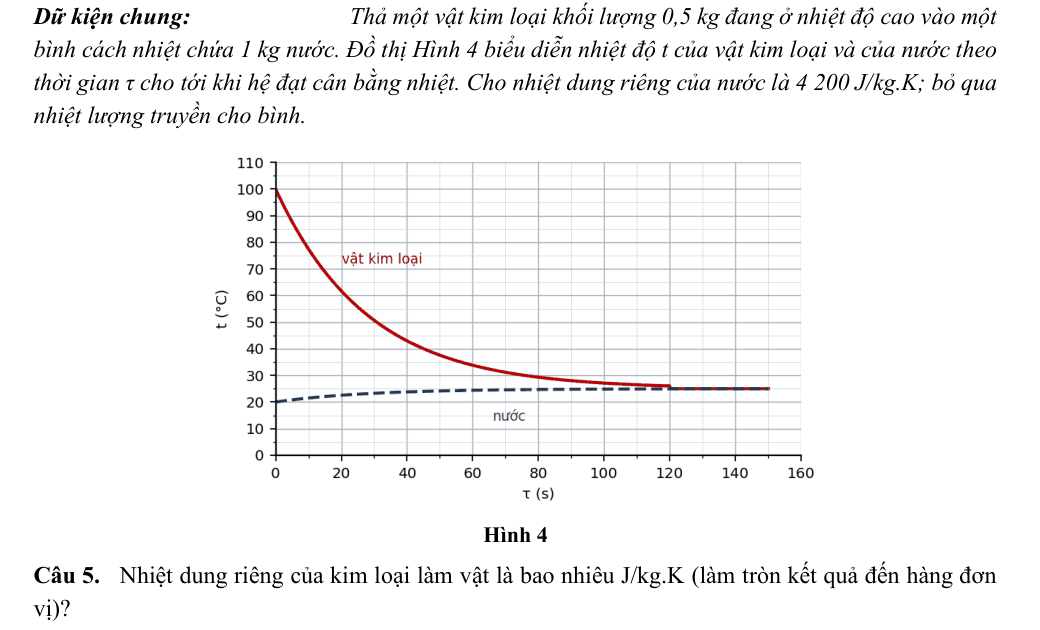 Dữ kiện chung: Thả một vật kim loại khối lượng 0,5 kg đang ở nhiệt độ cao vào một
bình cách nhiệt chứa 1 kg nước. Đồ thị Hình 4 biểu diễn nhiệt độ t của vật kim loại và của nước theo
thời gian τ cho tới khi hệ đạt cân bằng nhiệt. Cho nhiệt dung riêng của nước là 4 200 J/kg.K; bỏ qua
nhiệt lượng truyền cho bình.
110
100
90
80
70
60
50
40
30
20
10
0
t (°C)
vật kim loại
nước
0 20 40 60 80 100 120 140 160
τ (s)
Hình 4
Câu 5. Nhiệt dung riêng của kim loại làm vật là bao nhiêu J/kg.K (làm tròn kết quả đến hàng đơn
vị)?